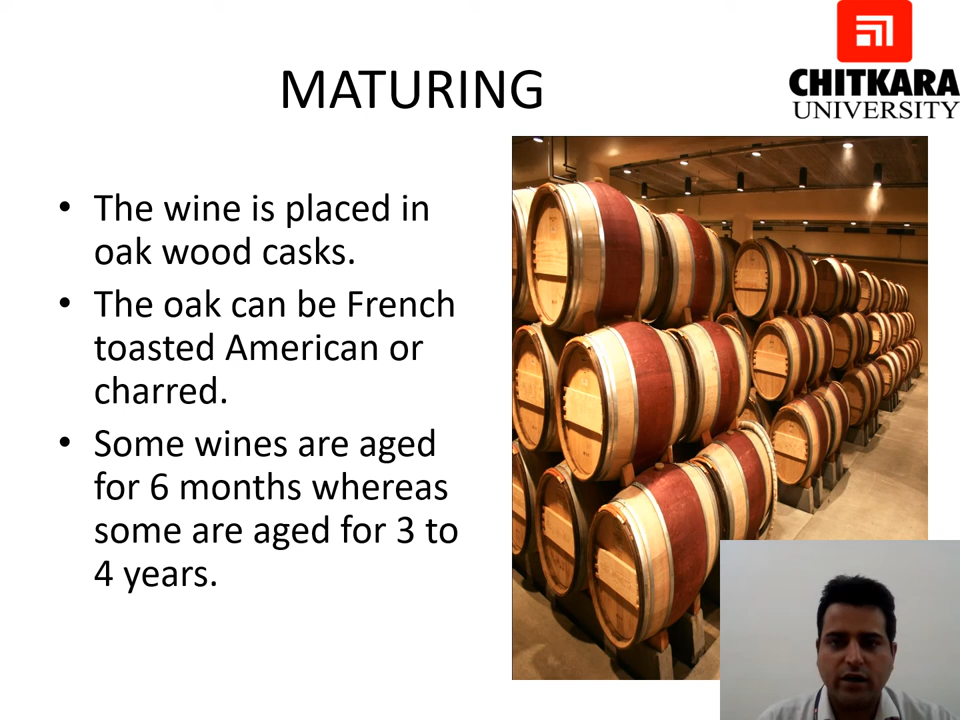 MATURING
CHITKARA
UNIVERSITY
• The wine is placed in
oak wood casks.
• The oak can be French
toasted American or
charred.
• Some wines are aged
for 6 months whereas
some are aged for 3 to
4 years.